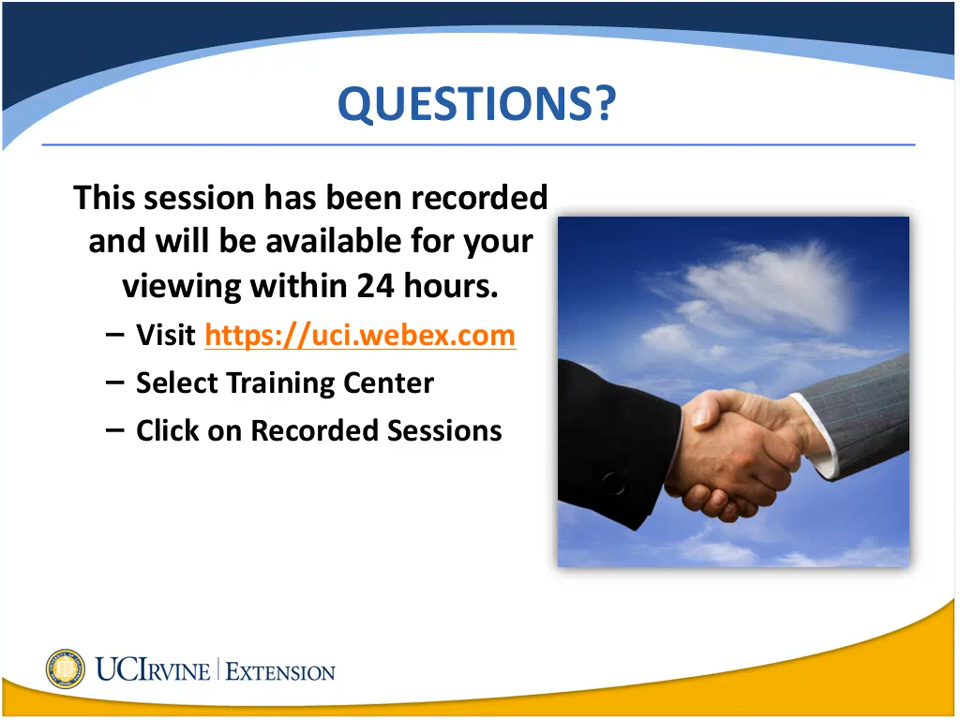 QUESTIONS?
This session has been recorded
and will be available for your
viewing within 24 hours.
– Visit https://uci.webex.com
– Select Training Center
– Click on Recorded Sessions
UCIRVINE | EXTENSION